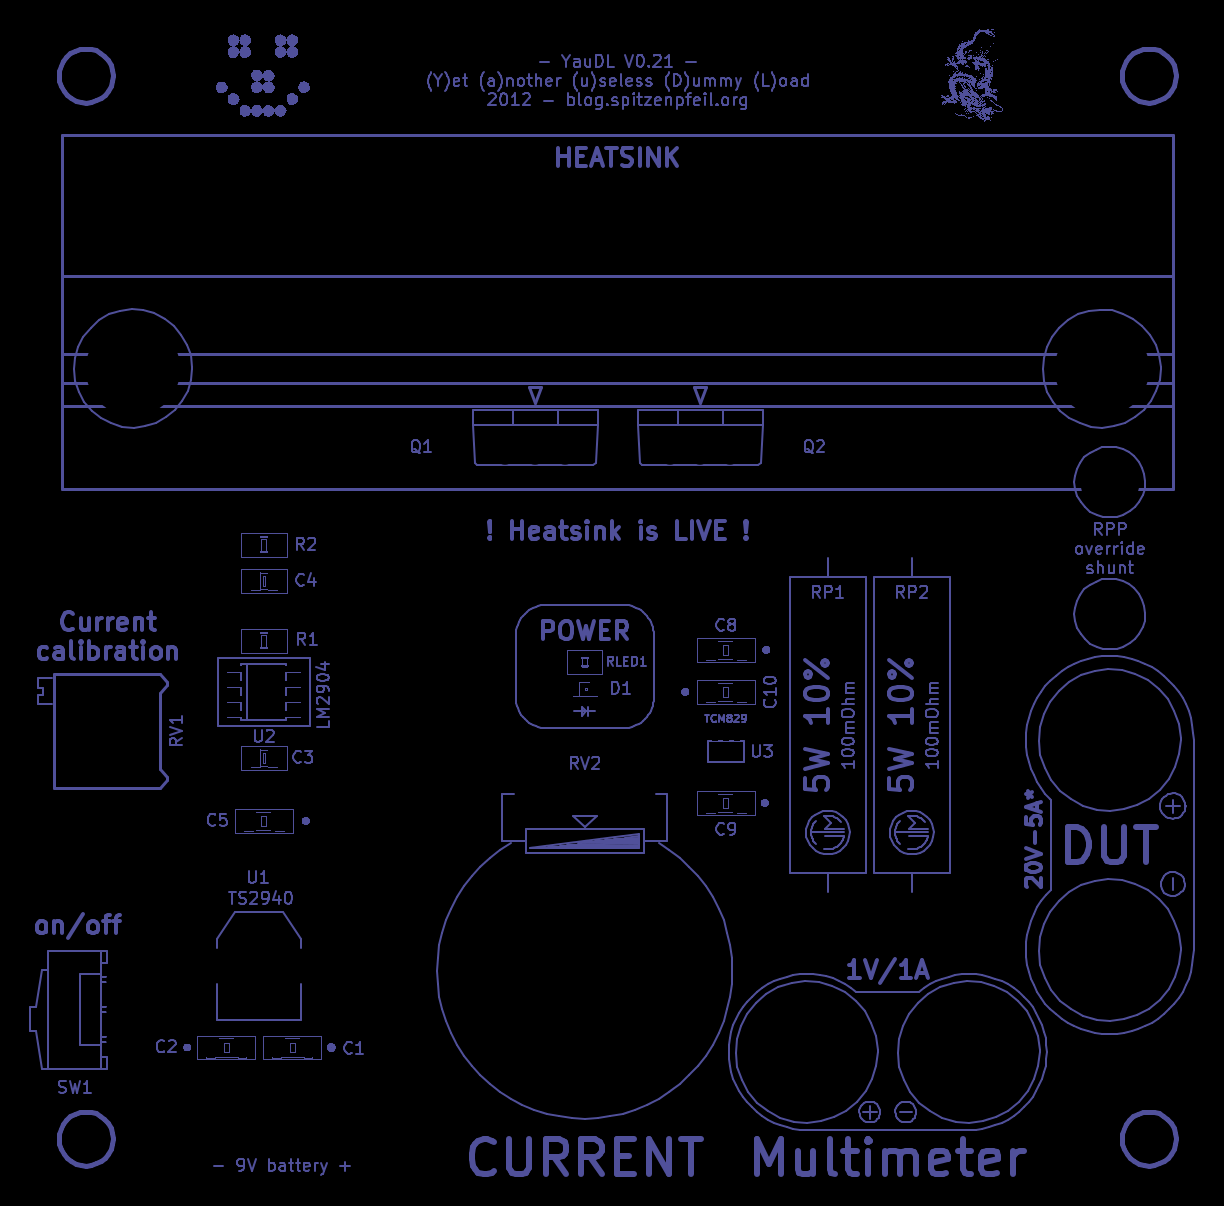 - YauDL V0.21 -
(Y)et (a)nother (u)seless (D)ummy (L)oad
2012 - blog.spitzenpfeil.org
HEATSINK
Q1
Q2
! Heatsink is LIVE !
RPP
override
shunt
R2
C4
R1
Current
calibration
RV1
LM2904
U2
C3
C5
POWER
RLED1
D1
RV2
C8
C10
TCM829
U3
C9
RP1
5W 10%
100mOhm
RP2
5W 10%
100mOhm
20V-5A*
DUT
+
-
U1
TS2940
on/off
SW1
C2
C1
1V/1A
+ -
- 9V battery +
CURRENT
Multimeter